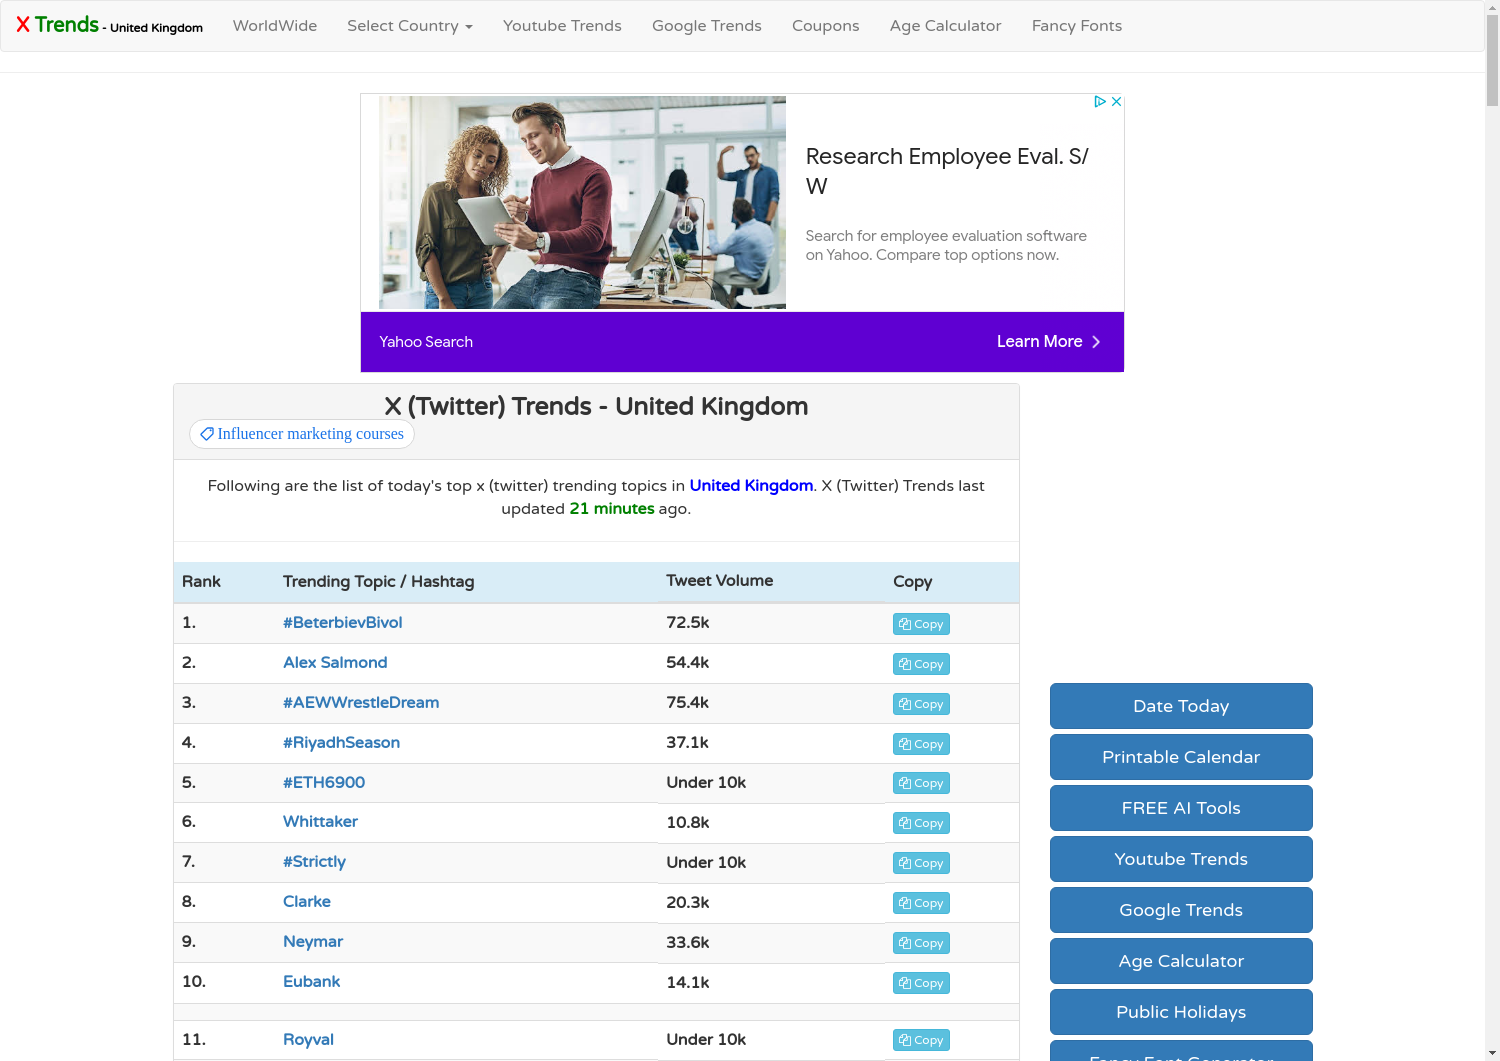 X Trends - United Kingdom WorldWide Select Country Youtube Trends Google Trends Coupons Age Calculator Fancy Fonts
Research Employee Eval. S/
W
Search for employee evaluation software
on Yahoo. Compare top options now.
Yahoo Search Learn More
X (Twitter) Trends - United Kingdom
Influencer marketing courses
Following are the list of today's top x (twitter) trending topics in United Kingdom. X (Twitter) Trends last
updated 21 minutes ago.
Rank Trending Topic / Hashtag Tweet Volume Copy
1. #BeterbievBivol 72.5k Copy
2. Alex Salmond 54.4k Copy
3. #AEWWrestleDream 75.4k Copy
4. #RiyadhSeason 37.1k Copy
5. #ETH6900 Under 10k Copy
6. Whittaker 10.8k Copy
7. #Strictly Under 10k Copy
8. Clarke 20.3k Copy
9. Neymar 33.6k Copy
10. Eubank 14.1k Copy
11. Royval Under 10k Copy
Date Today
Printable Calendar
FREE AI Tools
Youtube Trends
Google Trends
Age Calculator
Public Holidays
Fancy Font Generator